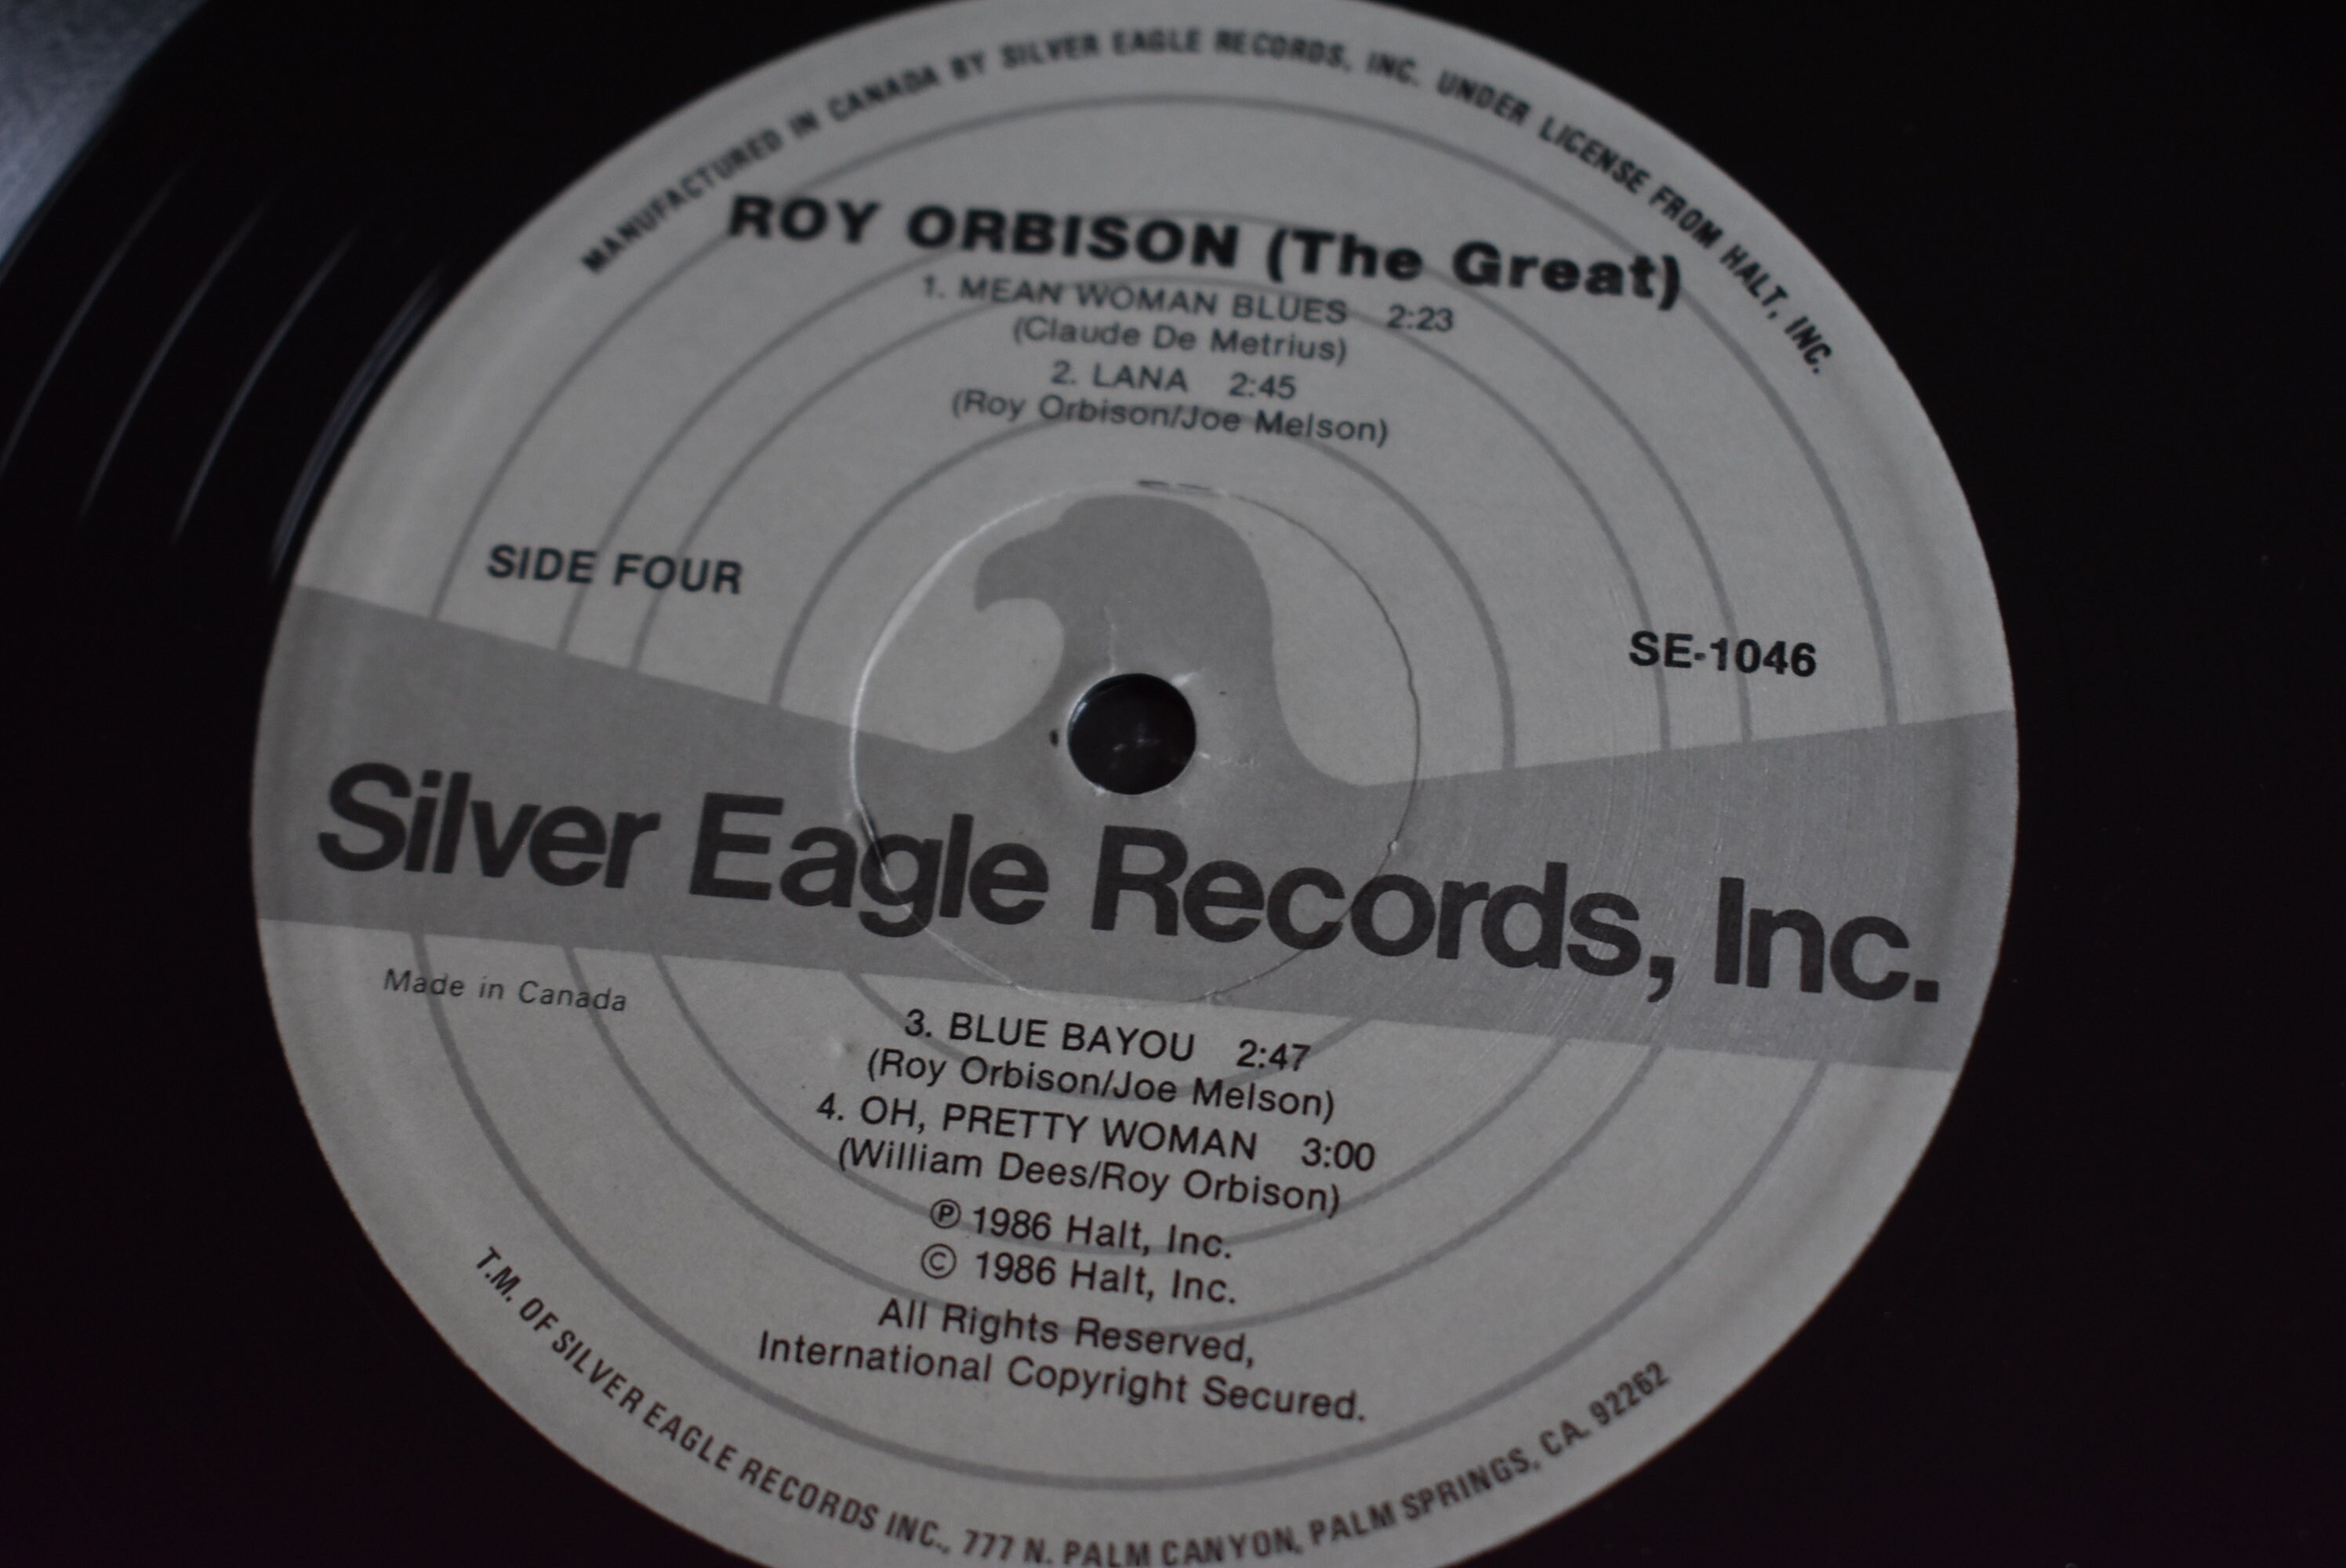 MANUFACTURED IN CANADA BY SILVER EAGLE RECORDS, INC. UNDER LICENSE FROM HALT, INC.
ROY ORBISON (The Great)
1. MEAN WOMAN BLUES 2:23
(Claude De Metrius)
2. LANA 2:45
(Roy Orbison/Joe Melson)
SIDE FOUR
SE-1046
Silver Eagle Records, Inc.
Made in Canada
3. BLUE BAYOU 2:47
(Roy Orbison/Joe Melson)
4. OH, PRETTY WOMAN 3:00
(William Dees/Roy Orbison)
℗ 1986 Halt, Inc.
© 1986 Halt, Inc.
All Rights Reserved,
International Copyright Secured.
T.M. OF SILVER EAGLE RECORDS INC., 777 N. PALM CANYON, PALM SPRINGS, CA. 92262